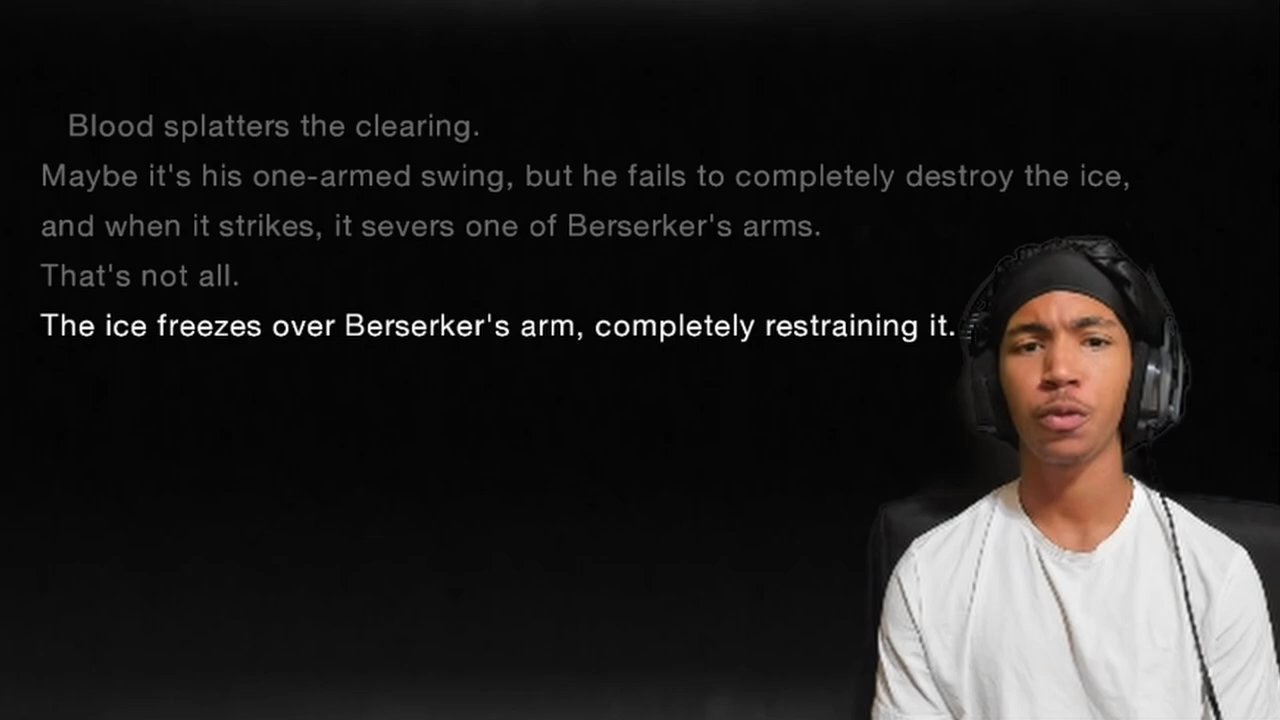 Blood splatters the clearing.
Maybe it's his one-armed swing, but he fails to completely destroy the ice,
and when it strikes, it severs one of Berserker's arms.
That's not all.
The ice freezes over Berserker's arm, completely restraining it.